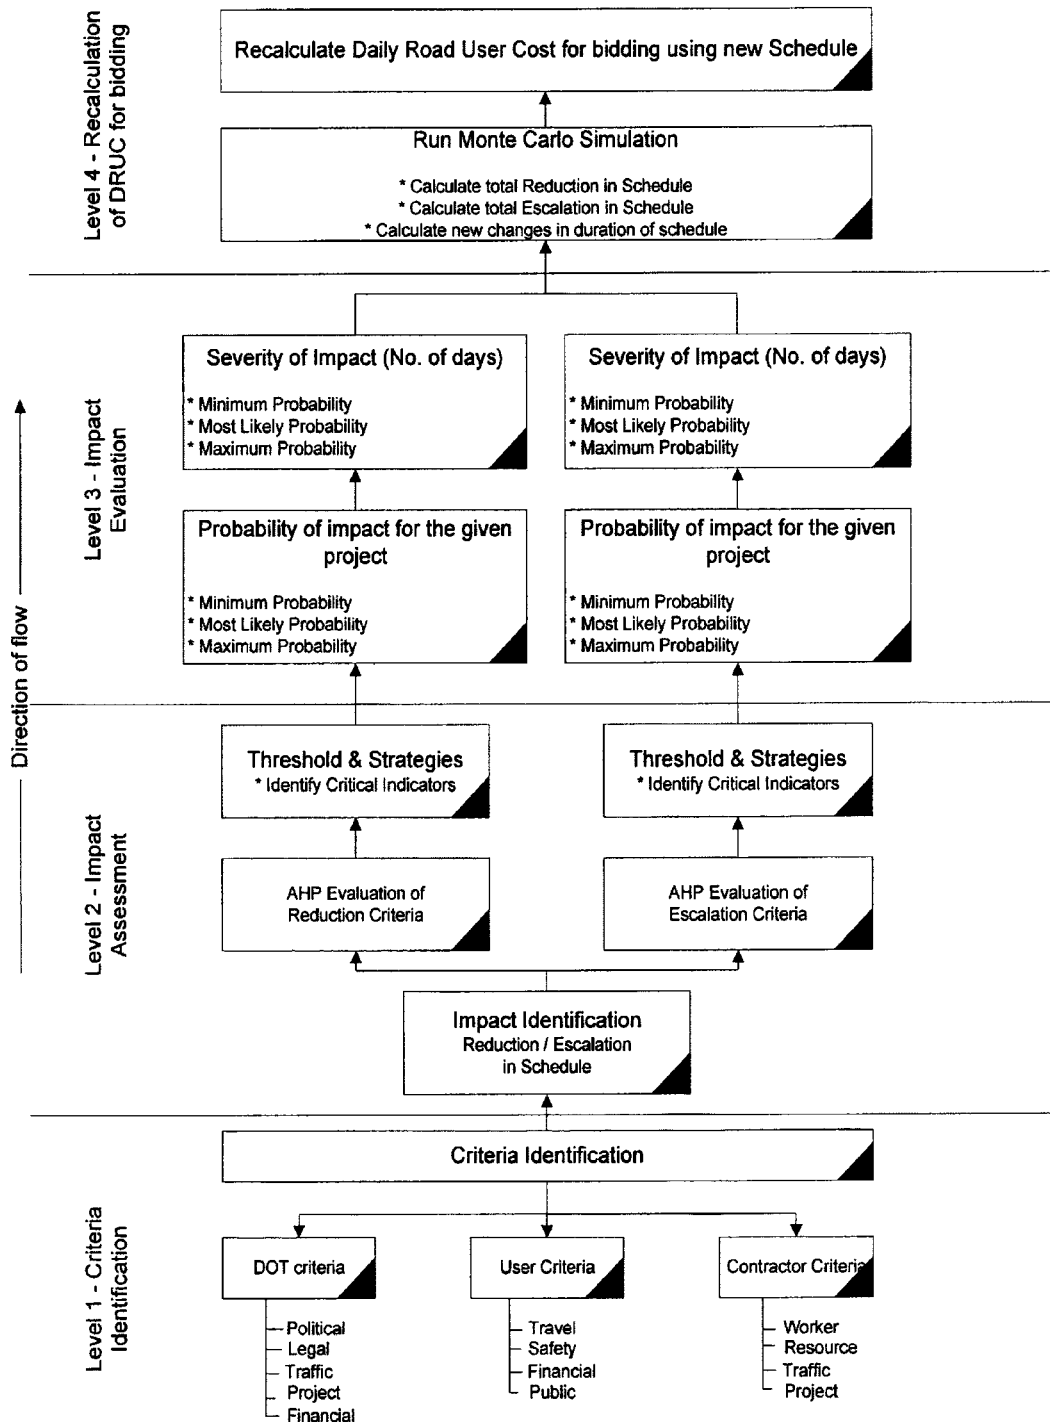 Level 4 - Recalculation
of DRUC for bidding
Recalculate Daily Road User Cost for bidding using new Schedule
Run Monte Carlo Simulation
* Calculate total Reduction in Schedule
* Calculate total Escalation in Schedule
* Calculate new changes in duration of schedule
Direction of flow
Level 3 - Impact
Evaluation
Severity of Impact (No. of days)
* Minimum Probability
* Most Likely Probability
* Maximum Probability
Severity of Impact (No. of days)
* Minimum Probability
* Most Likely Probability
* Maximum Probability
Probability of impact for the given
project
* Minimum Probability
* Most Likely Probability
* Maximum Probability
Probability of impact for the given
project
* Minimum Probability
* Most Likely Probability
* Maximum Probability
Level 2 - Impact
Assessment
Threshold & Strategies
* Identify Critical Indicators
Threshold & Strategies
* Identify Critical Indicators
AHP Evaluation of
Reduction Criteria
AHP Evaluation of
Escalation Criteria
Impact Identification
Reduction / Escalation
in Schedule
Level 1 - Criteria
Identification
Criteria Identification
DOT criteria
Political
Legal
Traffic
Project
Financial
User Criteria
Travel
Safety
Financial
Public
Contractor Criteria
Worker
Resource
Traffic
Project